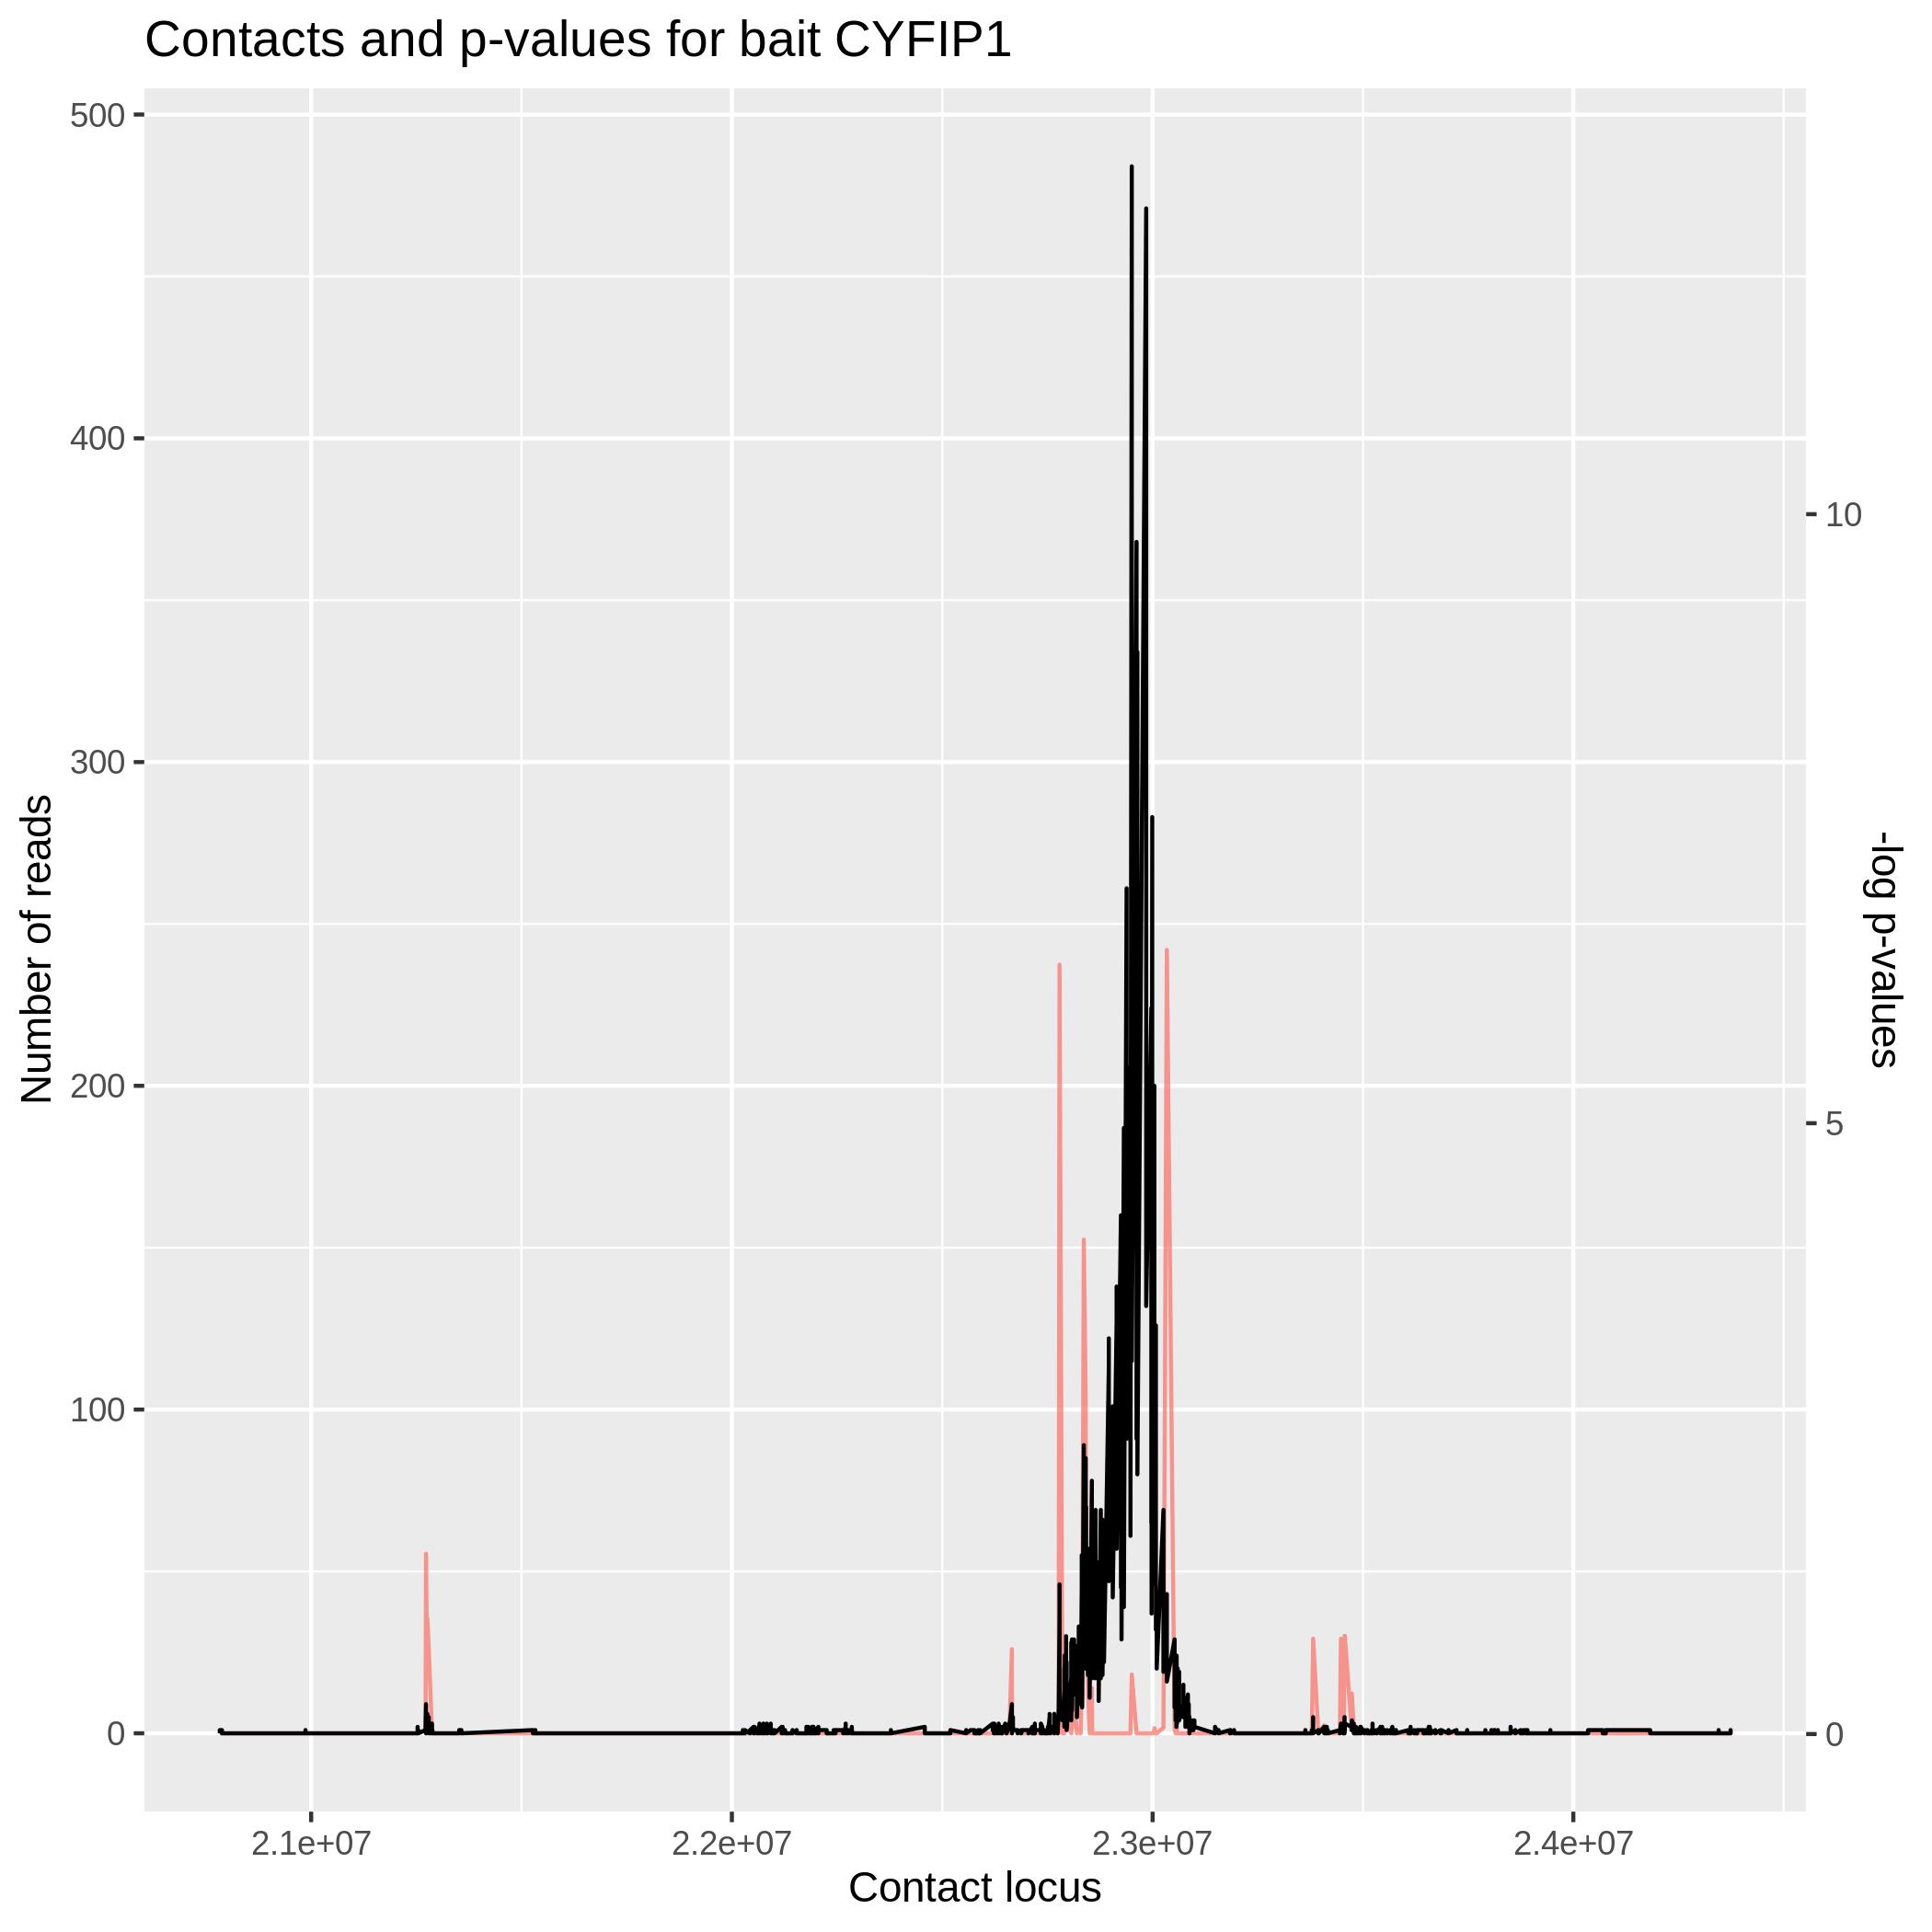 Contacts and p-values for bait CYFIP1
500
400
300
200
100
0
Number of reads
10
5
0
-log p-values
2.1e+07
2.2e+07
2.3e+07
2.4e+07
Contact locus